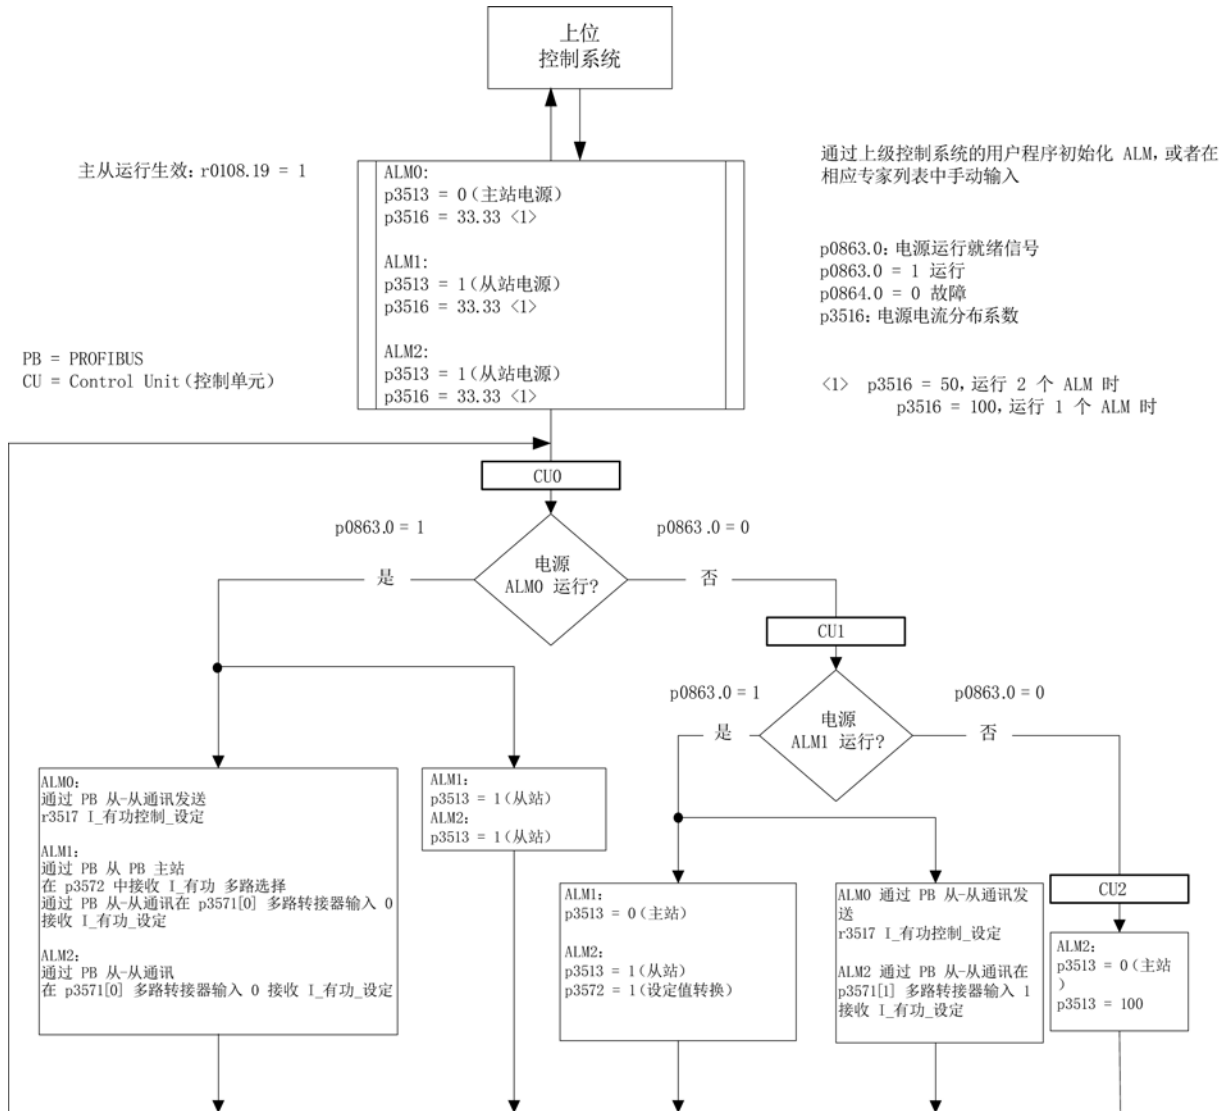 上位
控制系统
主从运行生效: r0108.19 = 1
ALM0:
p3513 = 0(主站电源)
p3516 = 33.33 <1>
ALM1:
p3513 = 1(从站电源)
p3516 = 33.33 <1>
ALM2:
p3513 = 1(从站电源)
p3516 = 33.33 <1>
通过上级控制系统的用户程序初始化 ALM, 或者在
相应专家列表中手动输入
p0863.0: 电源运行就绪信号
p0863.0 = 1 运行
p0864.0 = 0 故障
p3516: 电源电流分布系数
PB = PROFIBUS
CU = Control Unit(控制单元)
<1> p3516 = 50, 运行 2 个 ALM 时
p3516 = 100, 运行 1 个 ALM 时
CU0
p0863.0 = 1
p0863.0 = 0
电源
ALM0 运行?
是
否
CU1
p0863.0 = 1
p0863.0 = 0
电源
ALM1 运行?
是
否
ALM0:
通过 PB 从-从通讯发送
r3517 I_有功控制_设定
ALM1:
通过 PB 从 PB 主站
在 p3572 中接收 I_有功 多路选择
通过 PB 从-从通讯在 p3571[0] 多路转接器输入 0
接收 I_有功_设定
ALM2:
通过 PB 从-从通讯
在 p3571[0] 多路转接器输入 0 接收 I_有功_设定
ALM1:
p3513 = 1(从站)
ALM2:
p3513 = 1(从站)
ALM1:
p3513 = 0(主站)
ALM2:
p3513 = 1(从站)
p3572 = 1(设定值转换)
ALM0 通过 PB 从-从通讯发
送
r3517 I_有功控制_设定
ALM2 通过 PB 从-从通讯在
p3571[1] 多路转接器输入 1
接收 I_有功_设定
CU2
ALM2:
p3513 = 0(主站
)
p3513 = 100